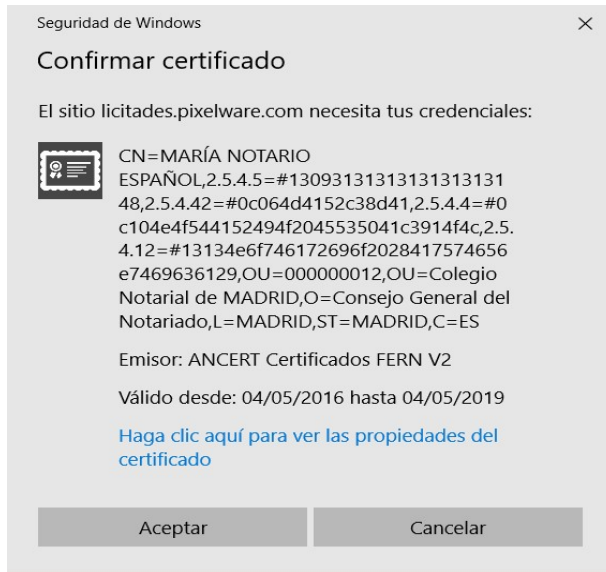 Seguridad de Windows
Confirmar certificado
El sitio licitades.pixelware.com necesita tus credenciales:
CN=MARÍA NOTARIO
ESPAÑOL,2.5.4.5=#13093131313131313131
48,2.5.4.42=#0c064d4152c38d41,2.5.4.4=#0
c104e4f544152494f2045535041c3914f4c,2.5.
4.12=#13134e6f746172696f2028417574656
e7469636129,OU=000000012,OU=Colegio
Notarial de MADRID,O=Consejo General del
Notariado,L=MADRID,ST=MADRID,C=ES
Emisor: ANCERT Certificados FERN V2
Válido desde: 04/05/2016 hasta 04/05/2019
Haga clic aquí para ver las propiedades del
certificado
Aceptar
Cancelar